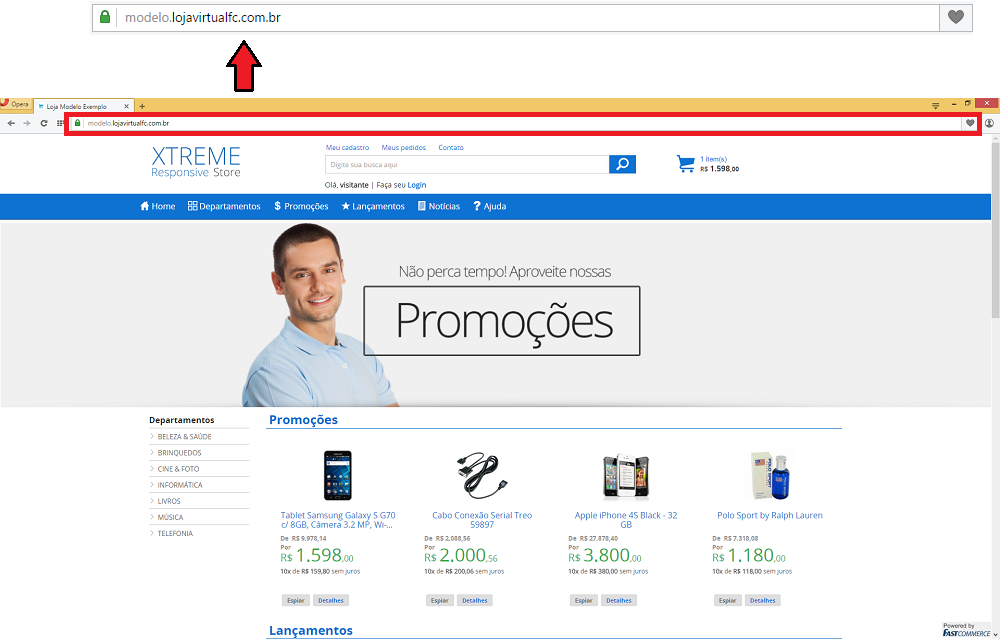 modelo.lojavirtualfc.com.br
Opera
Loja Modelo Exemplo
modelo.lojavirtualfc.com.br
Meu cadastro Meus pedidos Contato
XTREME
Responsive Store
Digite sua busca aqui
1 item(s)
R$ 1.598,00
Olá, visitante | Faça seu Login
Home Departamentos $ Promoções Lançamentos Notícias ? Ajuda
Não perca tempo! Aproveite nossas
Promoções
Departamentos
BELEZA & SAÚDE
BRINQUEDOS
CINE & FOTO
INFORMÁTICA
LIVROS
MÚSICA
TELEFONIA
Promoções
Tablet Samsung Galaxy S G70
c/ 8GB, Câmera 3.2 MP, Wi-...
De R$ 9.978,14
Por
R$ 1.598,00
10x de R$ 159,80 sem juros
Espiar Detalhes
Cabo Conexão Serial Treo
59897
De R$ 2.088,56
Por
R$ 2.000,56
10x de R$ 200,06 sem juros
Espiar Detalhes
Apple iPhone 4S Black - 32
GB
De R$ 27.878,40
Por
R$ 3.800,00
10x de R$ 380,00 sem juros
Espiar Detalhes
Polo Sport by Ralph Lauren
De R$ 7.318,08
Por
R$ 1.180,00
10x de R$ 118,00 sem juros
Espiar Detalhes
Lançamentos
Powered by
FASTCOMMERCE